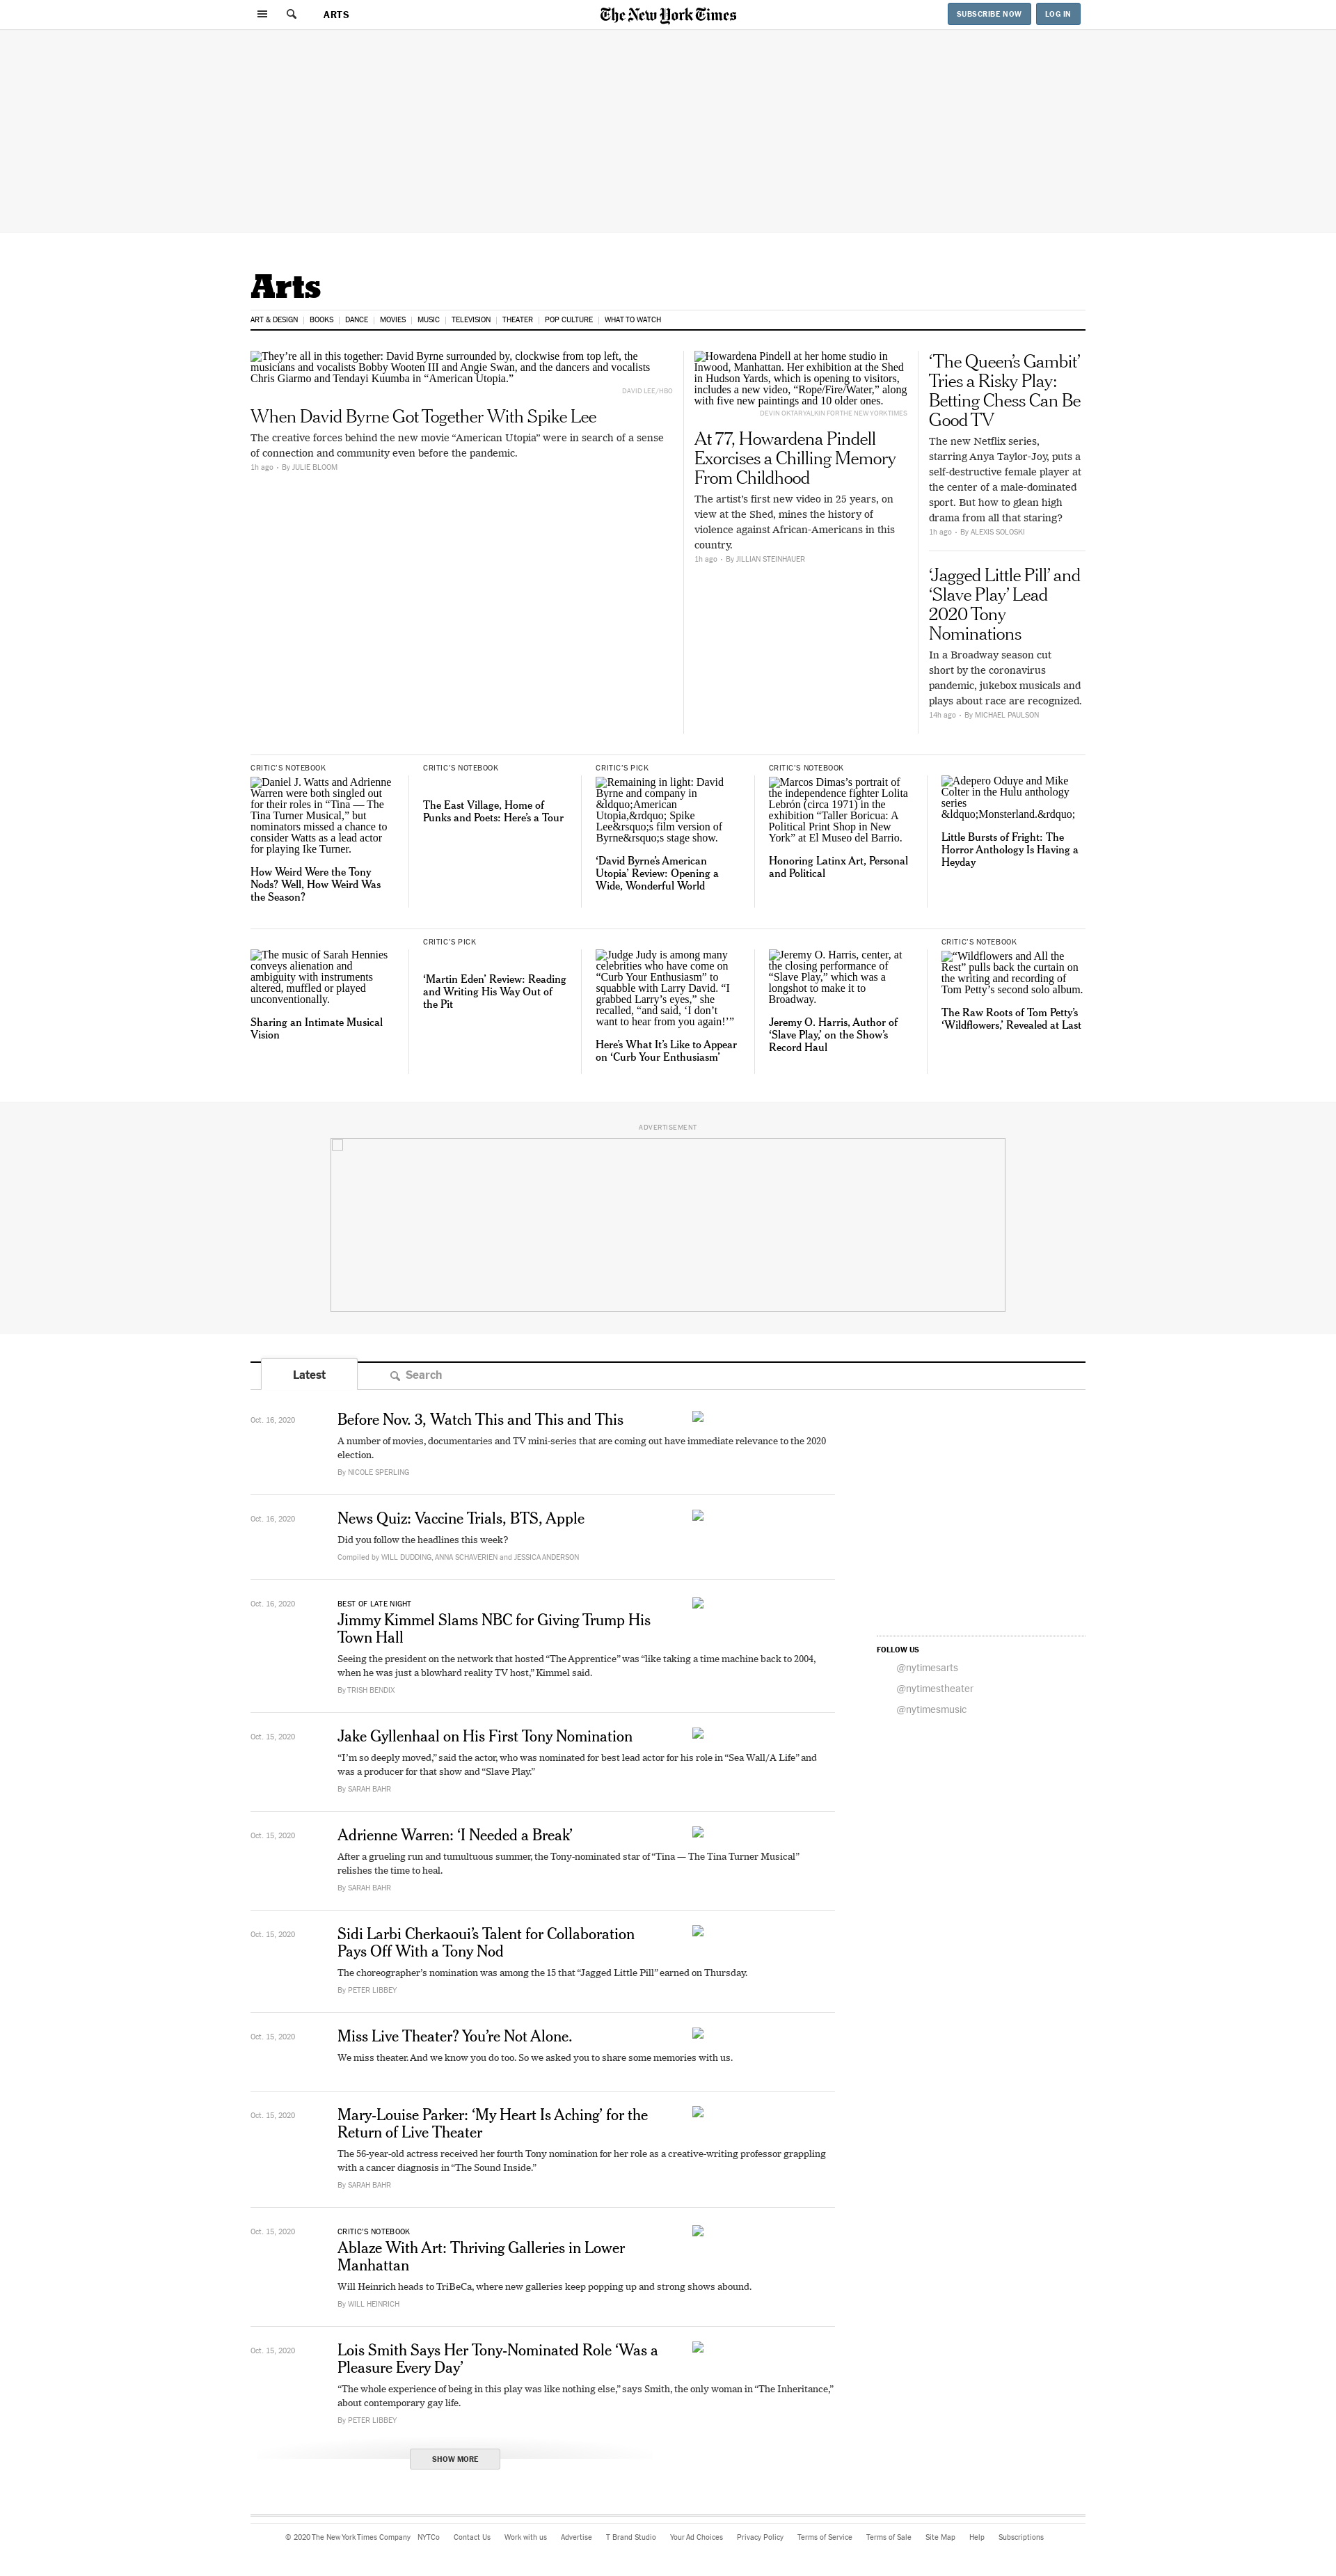 ARTS
The New York Times
SUBSCRIBE NOW
LOG IN
Arts
ART & DESIGN
BOOKS
DANCE
MOVIES
MUSIC
TELEVISION
THEATER
POP CULTURE
WHAT TO WATCH
They’re all in this together: David Byrne surrounded by, clockwise from top left, the
musicians and vocalists Bobby Wooten III and Angie Swan, and the dancers and vocalists
Chris Giarmo and Tendayi Kuumba in “American Utopia.”
DAVID LEE/HBO
When David Byrne Got Together With Spike Lee
The creative forces behind the new movie “American Utopia” were in search of a sense
of connection and community even before the pandemic.
1h ago · By JULIE BLOOM
Howardena Pindell at her home studio in
Inwood, Manhattan. Her exhibition at the Shed
in Hudson Yards, which is opening to visitors,
includes a new video, “Rope/Fire/Water,” along
with five new paintings and 10 older ones.
DEVIN OKTAR YALKIN FOR THE NEW YORK TIMES
At 77, Howardena Pindell
Exorcises a Chilling Memory
From Childhood
The artist’s first new video in 25 years, on
view at the Shed, mines the history of
violence against African-Americans in this
country.
1h ago · By JILLIAN STEINHAUER
‘The Queen’s Gambit’
Tries a Risky Play:
Betting Chess Can Be
Good TV
The new Netflix series,
starring Anya Taylor-Joy, puts a
self-destructive female player at
the center of a male-dominated
sport. But how to glean high
drama from all that staring?
1h ago · By ALEXIS SOLOSKI
‘Jagged Little Pill’ and
‘Slave Play’ Lead
2020 Tony
Nominations
In a Broadway season cut
short by the coronavirus
pandemic, jukebox musicals and
plays about race are recognized.
14h ago · By MICHAEL PAULSON
CRITIC’S NOTEBOOK
Daniel J. Watts and Adrienne
Warren were both singled out
for their roles in “Tina — The
Tina Turner Musical,” but
nominators missed a chance to
consider Watts as a lead actor
for playing Ike Turner.
How Weird Were the Tony
Nods? Well, How Weird Was
the Season?
CRITIC’S NOTEBOOK
The East Village, Home of
Punks and Poets: Here’s a Tour
CRITIC’S PICK
Remaining in light: David
Byrne and company in
&ldquo;American
Utopia,&rdquo; Spike
Lee&rsquo;s film version of
Byrne&rsquo;s stage show.
‘David Byrne’s American
Utopia’ Review: Opening a
Wide, Wonderful World
CRITIC’S NOTEBOOK
Marcos Dimas’s portrait of
the independence fighter Lolita
Lebrón (circa 1971) in the
exhibition “Taller Boricua: A
Political Print Shop in New
York” at El Museo del Barrio.
Honoring Latinx Art, Personal
and Political
Adepero Oduye and Mike
Colter in the Hulu anthology
series
&ldquo;Monsterland.&rdquo;
Little Bursts of Fright: The
Horror Anthology Is Having a
Heyday
The music of Sarah Hennies
conveys alienation and
ambiguity with instruments
altered, muffled or played
unconventionally.
Sharing an Intimate Musical
Vision
CRITIC’S PICK
‘Martin Eden’ Review: Reading
and Writing His Way Out of
the Pit
Judge Judy is among many
celebrities who have come on
“Curb Your Enthusiasm” to
squabble with Larry David. “I
grabbed Larry’s eyes,” she
recalled, “and said, ‘I don’t
want to hear from you again!’”
Here’s What It’s Like to Appear
on ‘Curb Your Enthusiasm’
Jeremy O. Harris, center, at
the closing performance of
“Slave Play,” which was a
longshot to make it to
Broadway.
Jeremy O. Harris, Author of
‘Slave Play,’ on the Show’s
Record Haul
CRITIC’S NOTEBOOK
“Wildflowers and All the
Rest” pulls back the curtain on
the writing and recording of
Tom Petty’s second solo album.
The Raw Roots of Tom Petty’s
‘Wildflowers,’ Revealed at Last
ADVERTISEMENT
Latest
Search
Oct. 16, 2020
Before Nov. 3, Watch This and This and This
A number of movies, documentaries and TV mini-series that are coming out have immediate relevance to the 2020
election.
By NICOLE SPERLING
Oct. 16, 2020
News Quiz: Vaccine Trials, BTS, Apple
Did you follow the headlines this week?
Compiled by WILL DUDDING, ANNA SCHAVERIEN and JESSICA ANDERSON
Oct. 16, 2020
BEST OF LATE NIGHT
Jimmy Kimmel Slams NBC for Giving Trump His
Town Hall
Seeing the president on the network that hosted “The Apprentice” was “like taking a time machine back to 2004,
when he was just a blowhard reality TV host,” Kimmel said.
By TRISH BENDIX
FOLLOW US
@nytimesarts
@nytimestheater
@nytimesmusic
Oct. 15, 2020
Jake Gyllenhaal on His First Tony Nomination
“I’m so deeply moved,” said the actor, who was nominated for best lead actor for his role in “Sea Wall/A Life” and
was a producer for that show and “Slave Play.”
By SARAH BAHR
Oct. 15, 2020
Adrienne Warren: ‘I Needed a Break’
After a grueling run and tumultuous summer, the Tony-nominated star of “Tina — The Tina Turner Musical”
relishes the time to heal.
By SARAH BAHR
Oct. 15, 2020
Sidi Larbi Cherkaoui’s Talent for Collaboration
Pays Off With a Tony Nod
The choreographer’s nomination was among the 15 that “Jagged Little Pill” earned on Thursday.
By PETER LIBBEY
Oct. 15, 2020
Miss Live Theater? You’re Not Alone.
We miss theater. And we know you do too. So we asked you to share some memories with us.
Oct. 15, 2020
Mary-Louise Parker: ‘My Heart Is Aching’ for the
Return of Live Theater
The 56-year-old actress received her fourth Tony nomination for her role as a creative-writing professor grappling
with a cancer diagnosis in “The Sound Inside.”
By SARAH BAHR
Oct. 15, 2020
CRITIC’S NOTEBOOK
Ablaze With Art: Thriving Galleries in Lower
Manhattan
Will Heinrich heads to TriBeCa, where new galleries keep popping up and strong shows abound.
By WILL HEINRICH
Oct. 15, 2020
Lois Smith Says Her Tony-Nominated Role ‘Was a
Pleasure Every Day’
“The whole experience of being in this play was like nothing else,” says Smith, the only woman in “The Inheritance,”
about contemporary gay life.
By PETER LIBBEY
SHOW MORE
© 2020 The New York Times Company
NYTCo
Contact Us
Work with us
Advertise
T Brand Studio
Your Ad Choices
Privacy Policy
Terms of Service
Terms of Sale
Site Map
Help
Subscriptions